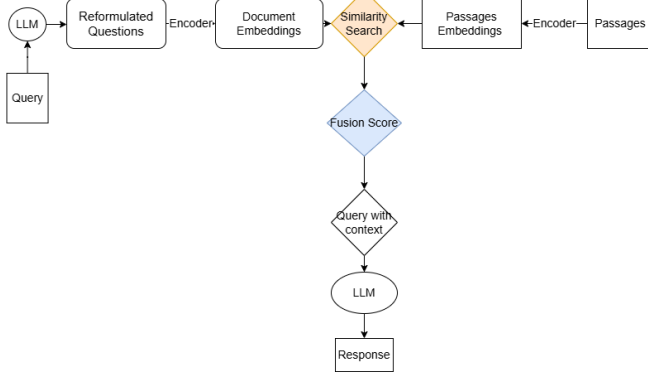 LLM
Reformulated
Questions
Encoder
Document
Embeddings
Similarity
Search
Passages
Embeddings
Encoder
Passages
Query
Fusion Score
Query with
context
LLM
Response